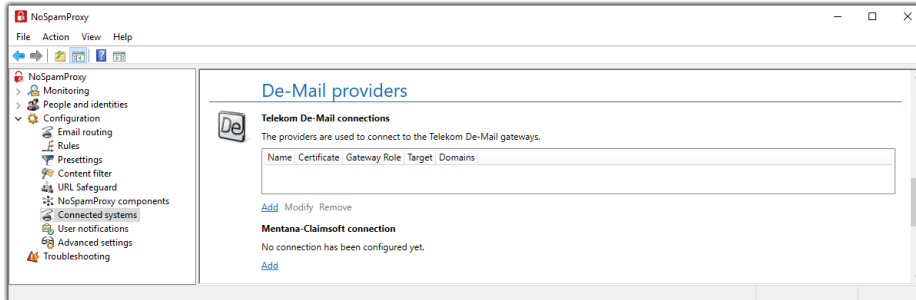 NoSpamProxy
File Action View Help
NoSpamProxy
Monitoring
People and identities
Configuration
Email routing
Rules
Presettings
Content filter
URL Safeguard
NoSpamProxy components
Connected systems
User notifications
Advanced settings
Troubleshooting
De-Mail providers
De
Telekom De-Mail connections
The providers are used to connect to the Telekom De-Mail gateways.
Name Certificate Gateway Role Target Domains
Add Modify Remove
Mentana-Claimsoft connection
No connection has been configured yet.
Add